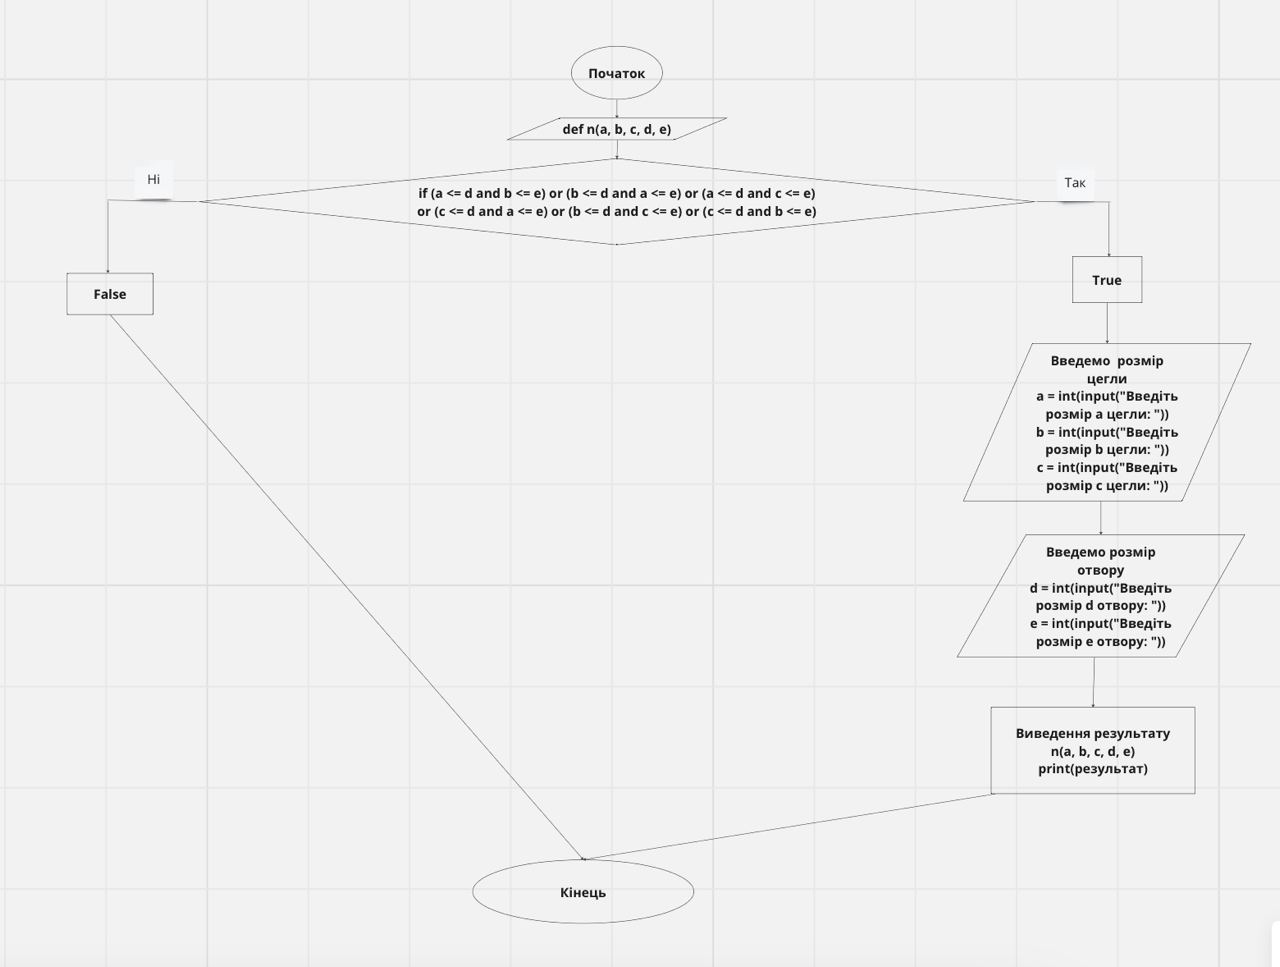 Початок
def n(a, b, c, d, e)
Ні
if (a <= d and b <= e) or (b <= d and a <= e) or (a <= d and c <= e)
or (c <= d and a <= e) or (b <= d and c <= e) or (c <= d and b <= e)
Так
False
True
Введемо розмір
цегли
a = int(input("Введіть
розмір a цегли: "))
b = int(input("Введіть
розмір b цегли: "))
c = int(input("Введіть
розмір c цегли: "))
Введемо розмір
отвору
d = int(input("Введіть
розмір d отвору: "))
e = int(input("Введіть
розмір e отвору: "))
Виведення результату
n(a, b, c, d, e)
print(результат)
Кінець